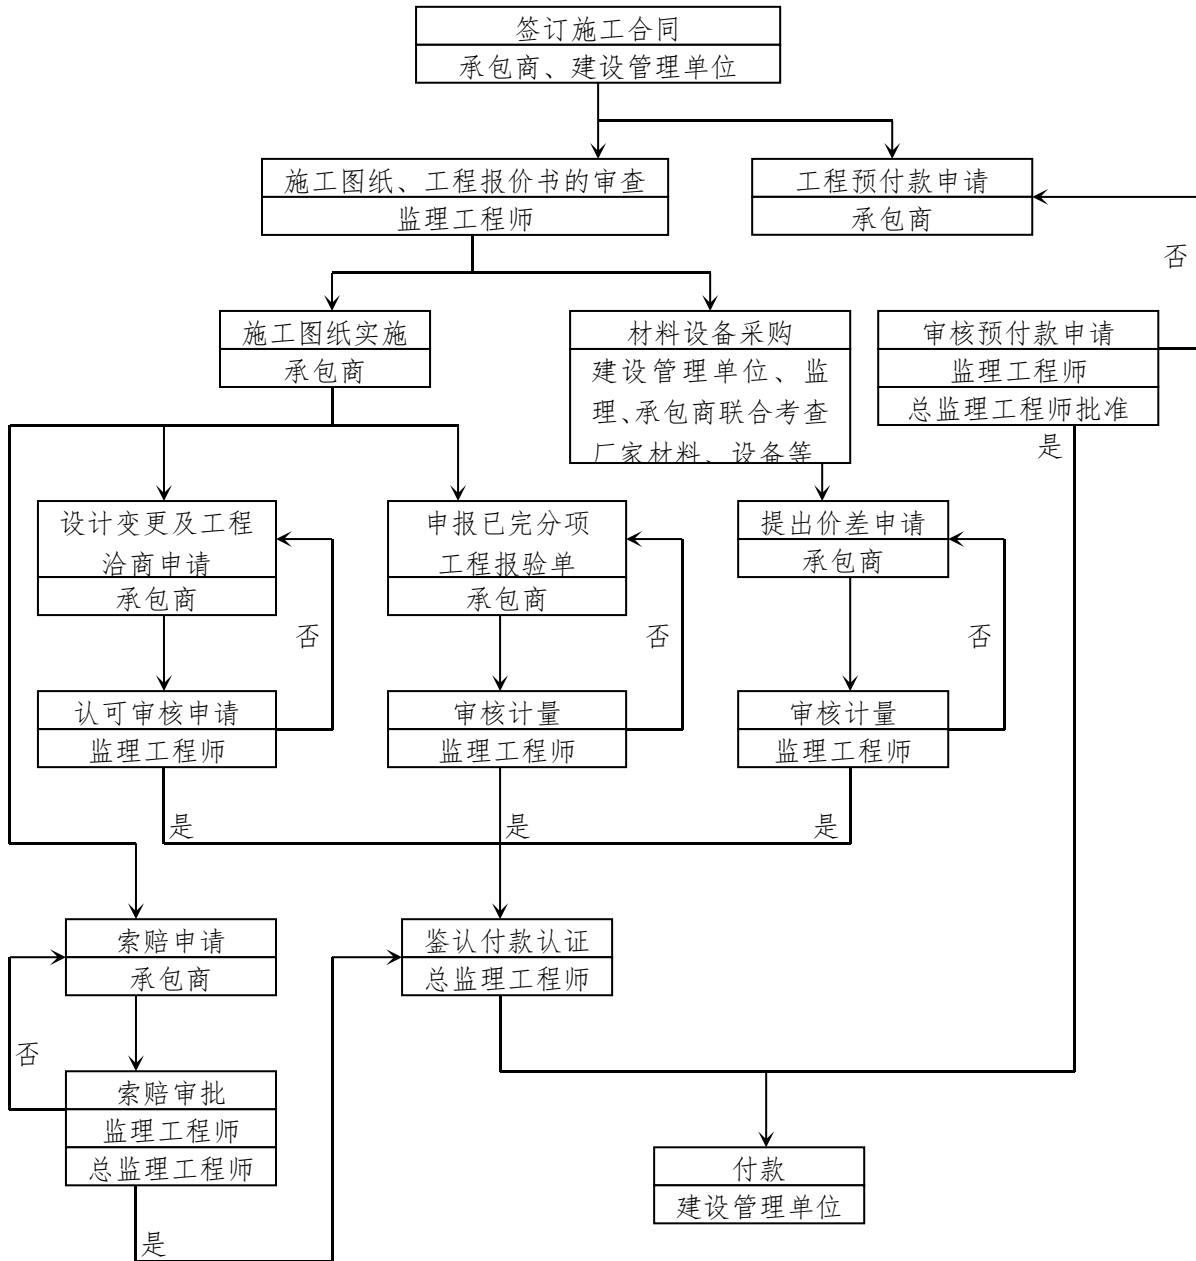 签订施工合同
承包商、建设管理单位
施工图纸、工程报价书的审查
监理工程师
工程预付款申请
承包商
否
施工图纸实施
承包商
材料设备采购
建设管理单位、监
理、承包商联合考查
厂家材料、设备等
审核预付款申请
监理工程师
总监理工程师批准
是
设计变更及工程
洽商申请
承包商
否
申报已完分项
工程报验单
承包商
否
提出价差申请
承包商
否
认可审核申请
监理工程师
审核计量
监理工程师
审核计量
监理工程师
是
是
是
索赔申请
承包商
鉴认付款认证
总监理工程师
否
索赔审批
监理工程师
总监理工程师
付款
建设管理单位
是